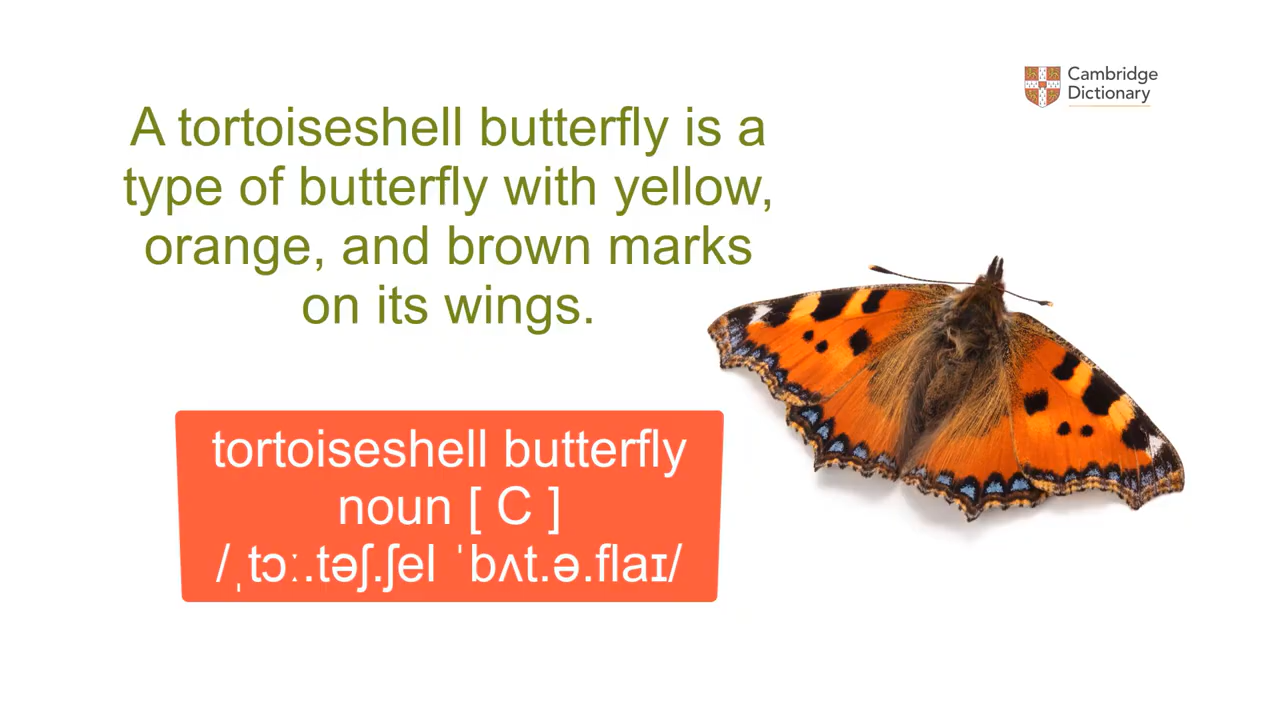 Cambridge
Dictionary
A tortoiseshell butterfly is a
type of butterfly with yellow,
orange, and brown marks
on its wings.
tortoiseshell butterfly
noun [ C ]
/ˌtɔː.təʃ.ʃel ˈbʌt.ə.flaɪ/